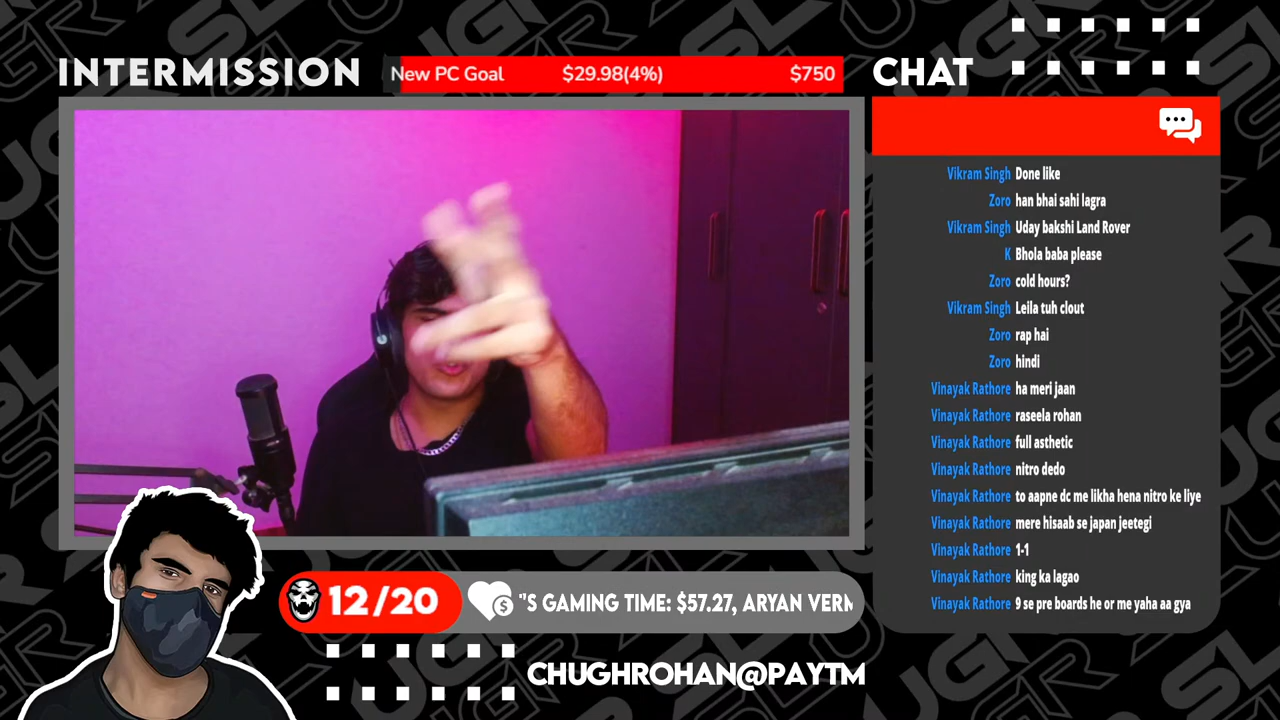 INTERMISSION
New PC Goal $29.98(4%) $750
CHAT
Vikram Singh Done like
Zoro han bhai sahi lagra
Vikram Singh Uday bakshi Land Rover
K Bhola baba please
Zoro cold hours?
Vikram Singh Leila tuh clout
Zoro rap hai
Zoro hindi
Vinayak Rathore ha meri jaan
Vinayak Rathore raseela rohan
Vinayak Rathore full asthetic
Vinayak Rathore nitro dedo
Vinayak Rathore to aapne dc me likha hena nitro ke liye
Vinayak Rathore mere hisaab se japan jeetegi
Vinayak Rathore 1-1
Vinayak Rathore king ka lagao
Vinayak Rathore 9 se pre boards he or me yaha aa gya
12/20
"S GAMING TIME: $57.27, ARYAN VERM
CHUGHROHAN@PAYTM